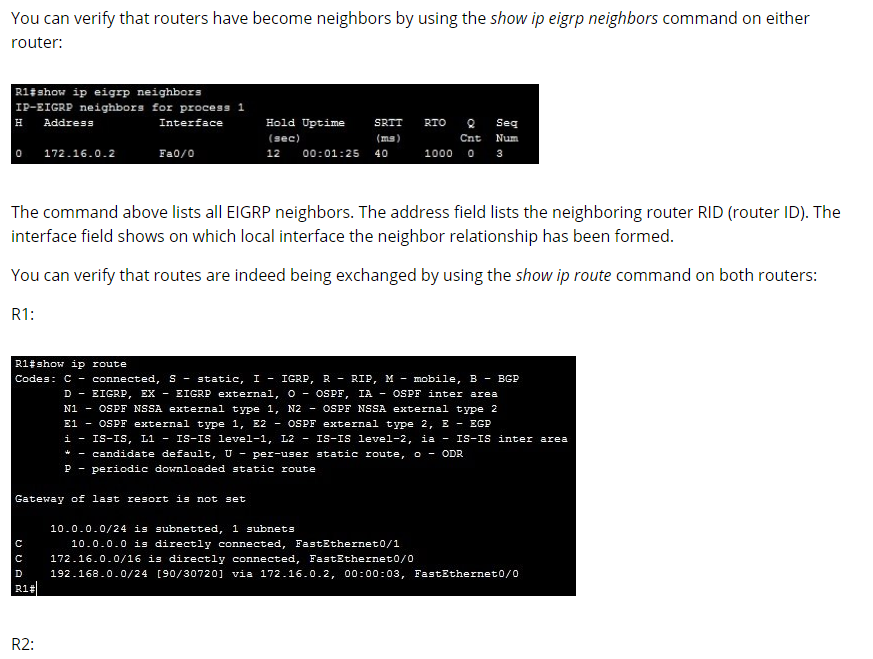 You can verify that routers have become neighbors by using the show ip eigrp neighbors command on either
router:
R1#show ip eigrp neighbors
IP-EIGRP neighbors for process 1
H   Address         Interface      Hold Uptime    SRTT   RTO   Q   Seq
                                   (sec)          (ms)        Cnt  Num
0   172.16.0.2      Fa0/0          12   00:01:25  40     1000  0   3
The command above lists all EIGRP neighbors. The address field lists the neighboring router RID (router ID). The
interface field shows on which local interface the neighbor relationship has been formed.
You can verify that routes are indeed being exchanged by using the show ip route command on both routers:
R1:
R1#show ip route
Codes: C - connected, S - static, I - IGRP, R - RIP, M - mobile, B - BGP
       D - EIGRP, EX - EIGRP external, O - OSPF, IA - OSPF inter area
       N1 - OSPF NSSA external type 1, N2 - OSPF NSSA external type 2
       E1 - OSPF external type 1, E2 - OSPF external type 2, E - EGP
       i - IS-IS, L1 - IS-IS level-1, L2 - IS-IS level-2, ia - IS-IS inter area
       * - candidate default, U - per-user static route, o - ODR
       P - periodic downloaded static route
Gateway of last resort is not set
     10.0.0.0/24 is subnetted, 1 subnets
C       10.0.0.0 is directly connected, FastEthernet0/1
C    172.16.0.0/16 is directly connected, FastEthernet0/0
D    192.168.0.0/24 [90/30720] via 172.16.0.2, 00:00:03, FastEthernet0/0
R1#
R2: